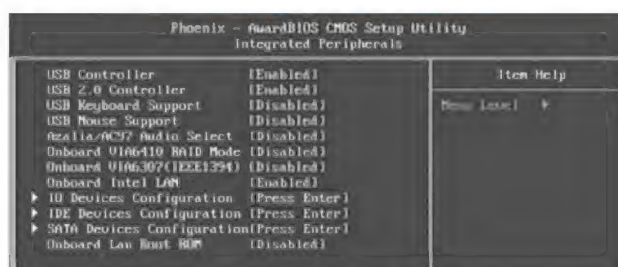 Phoenix - AwardBIOS CMOS Setup Utility
Integrated Peripherals
USB Controller [Enabled]
USB 2.0 Controller [Enabled]
USB Keyboard Support [Disabled]
USB Mouse Support [Disabled]
Azalia/AC97 Audio Select [Disabled]
Onboard VIA6410 RAID Mode [Disabled]
Onboard VIA6307(IEEE1394) [Disabled]
Onboard Intel LAN [Enabled]
▶ IO Devices Configuration [Press Enter]
▶ IDE Devices Configuration [Press Enter]
▶ SATA Devices Configuration[Press Enter]
Onboard Lan Boot ROM [Disabled]
Item Help
Menu Level ▶